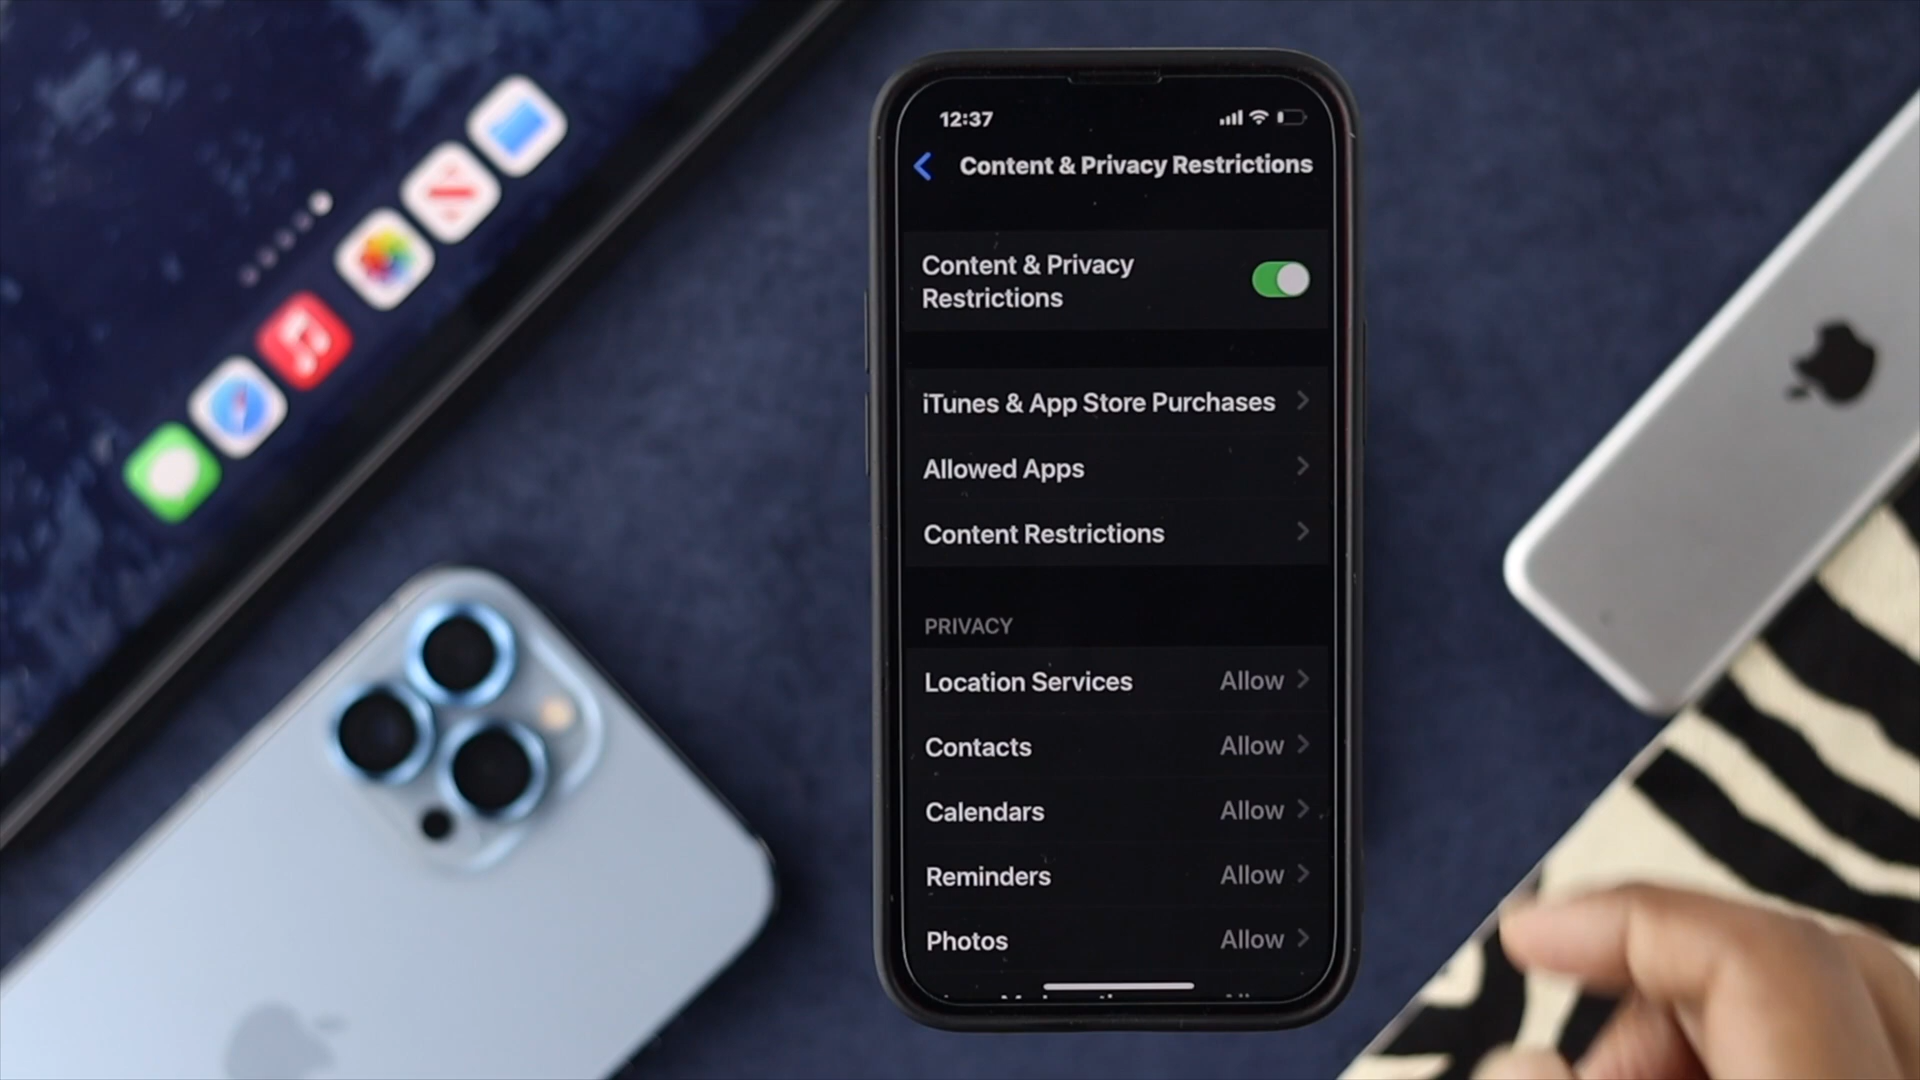 12:37
Content & Privacy Restrictions
Content & Privacy
Restrictions
iTunes & App Store Purchases
Allowed Apps
Content Restrictions
PRIVACY
Location Services Allow
Contacts Allow
Calendars Allow
Reminders Allow
Photos Allow